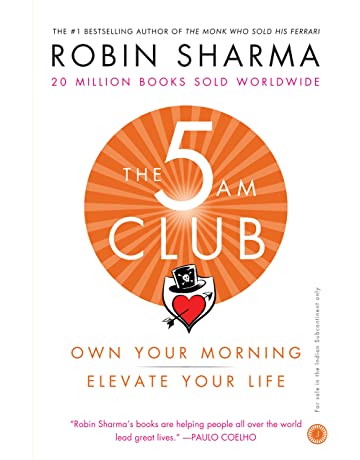 THE #1 BESTSELLING AUTHOR OF THE MONK WHO SOLD HIS FERRARI
ROBIN SHARMA
20 MILLION BOOKS SOLD WORLDWIDE
THE 5 AM
CLUB
OWN YOUR MORNING
ELEVATE YOUR LIFE
For sale in the Indian Subcontinent only
"Robin Sharma's books are helping people all over the world
lead great lives." —PAULO COELHO